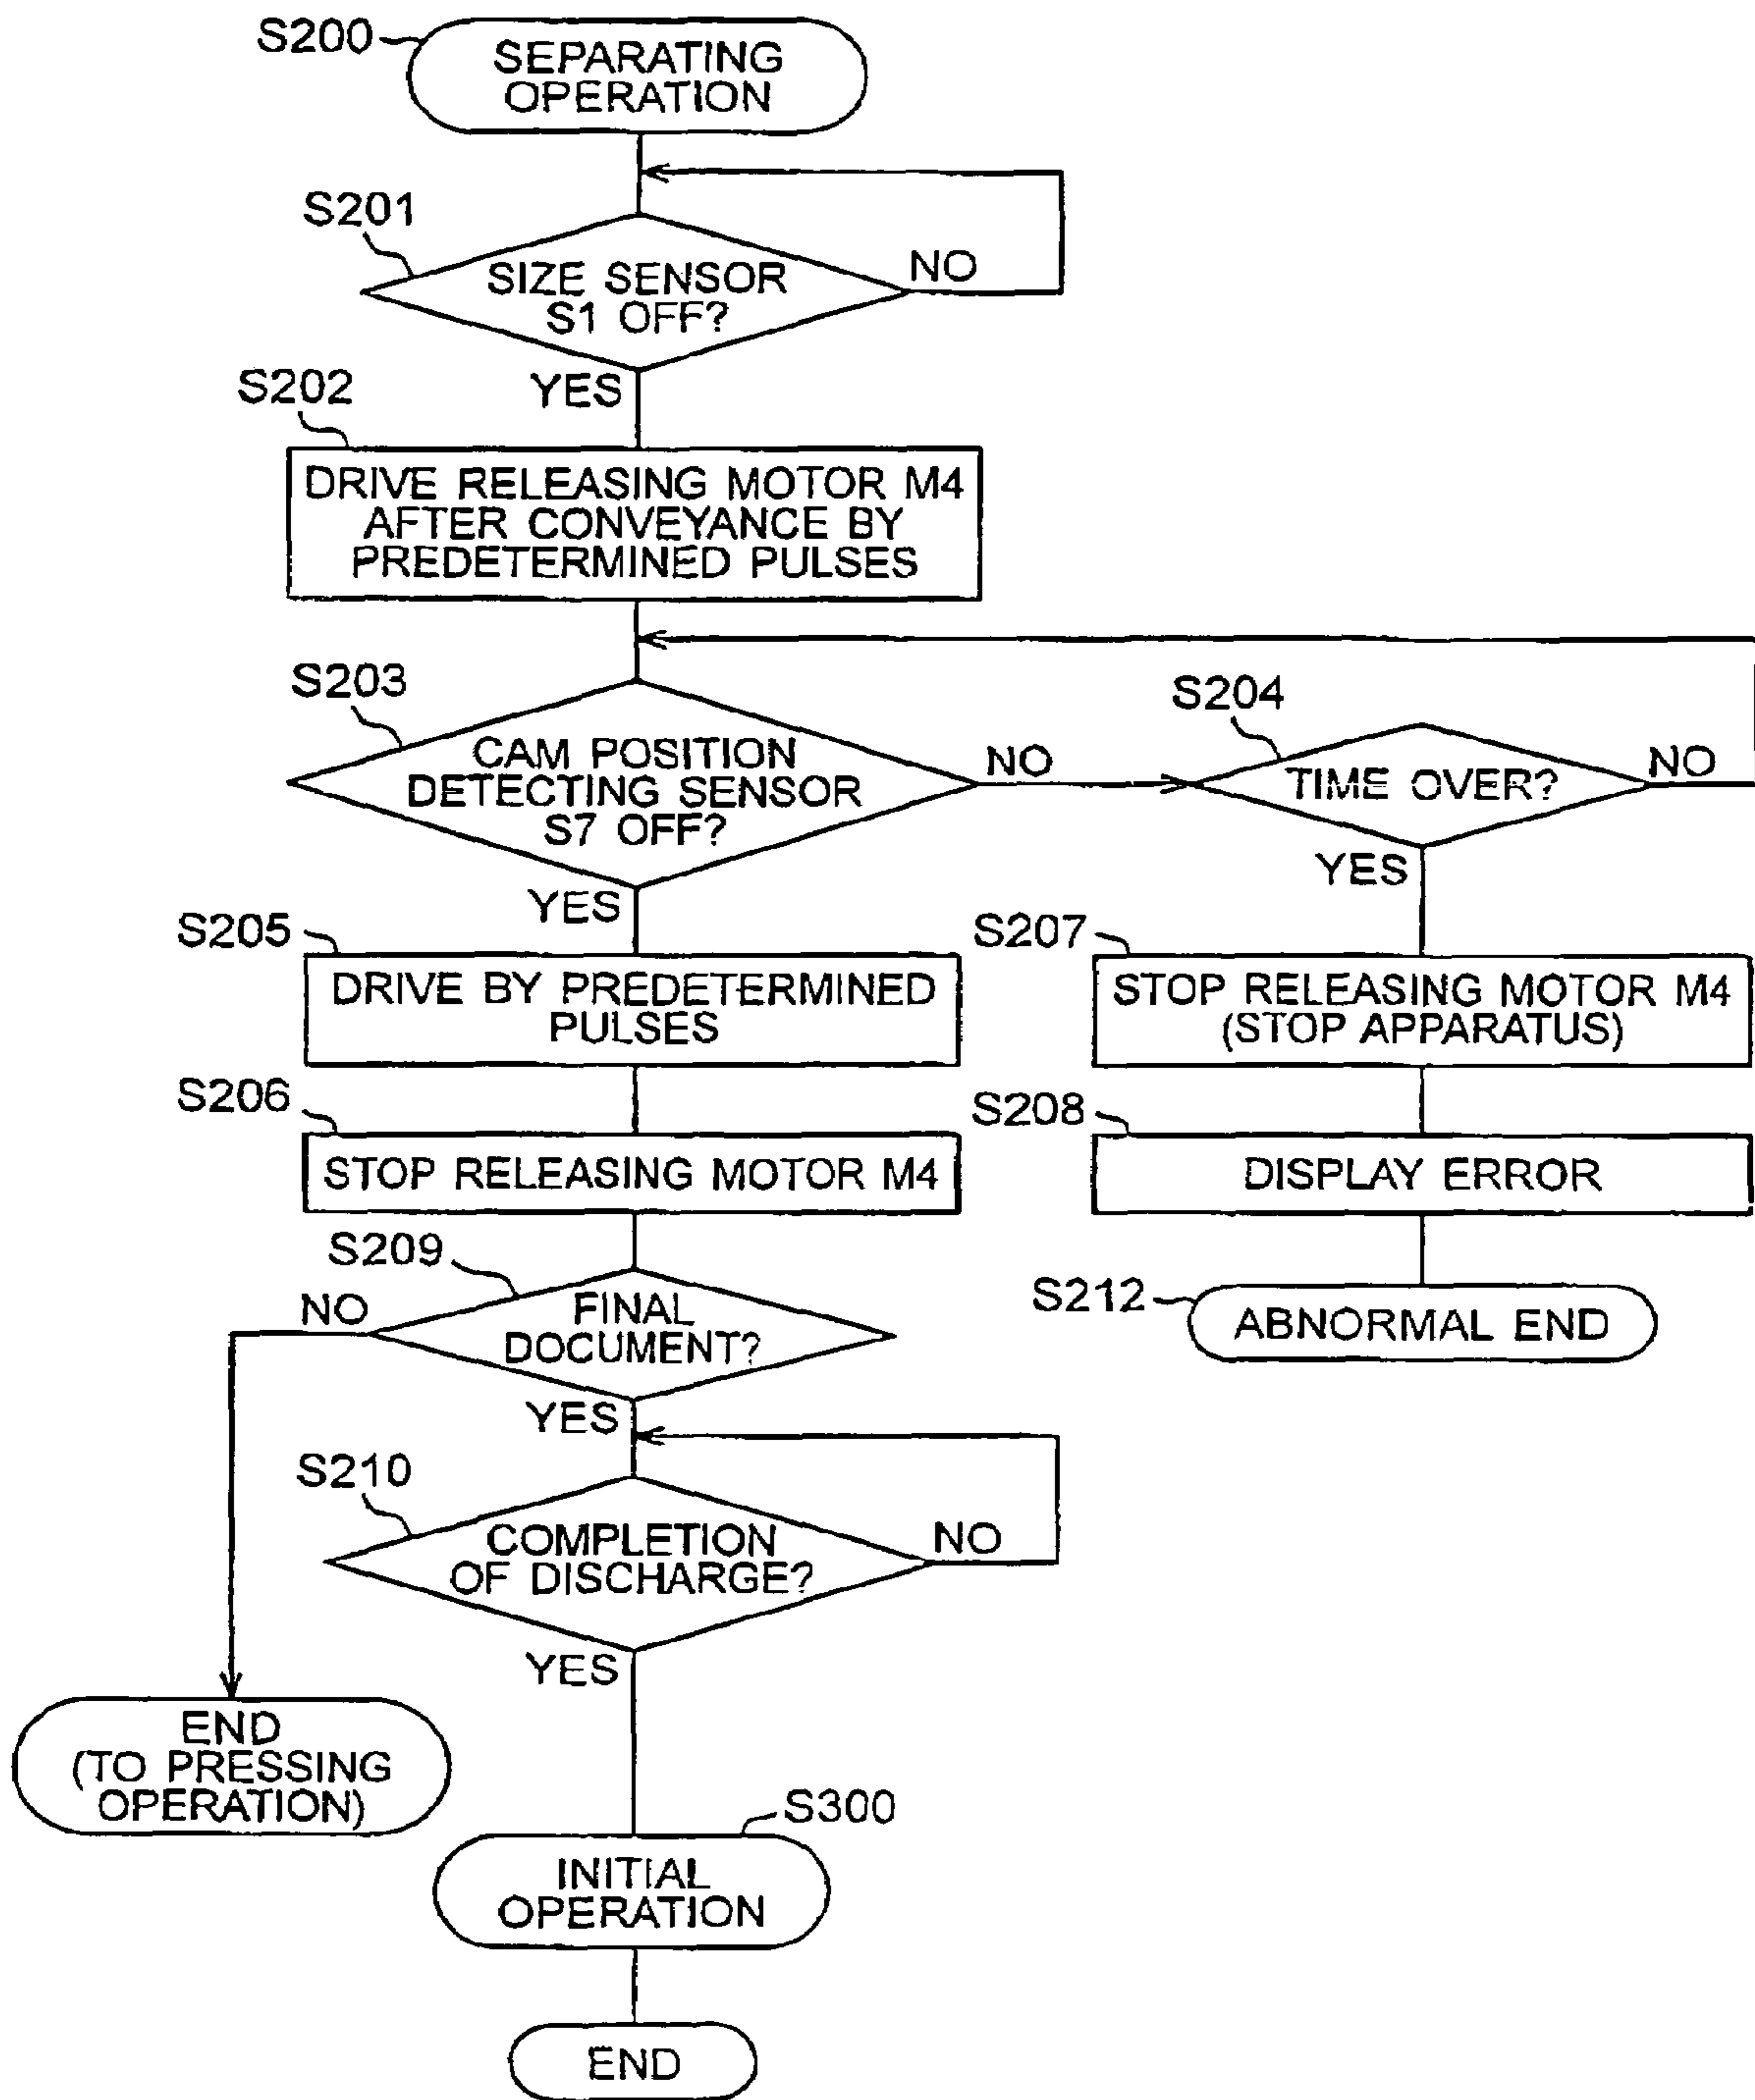 S200
SEPARATING
OPERATION
S201
SIZE SENSOR
S1 OFF?
NO
YES
S202
DRIVE RELEASING MOTOR M4
AFTER CONVEYANCE BY
PREDETERMINED PULSES
S203
CAM POSITION
DETECTING SENSOR
S7 OFF?
NO
S204
TIME OVER?
NO
YES
YES
S205
DRIVE BY PREDETERMINED
PULSES
S207
STOP RELEASING MOTOR M4
(STOP APPARATUS)
S206
STOP RELEASING MOTOR M4
S208
DISPLAY ERROR
S209
NO
FINAL
DOCUMENT?
YES
S212
ABNORMAL END
S210
COMPLETION
OF DISCHARGE?
NO
YES
END
(TO PRESSING
OPERATION)
S300
INITIAL
OPERATION
END